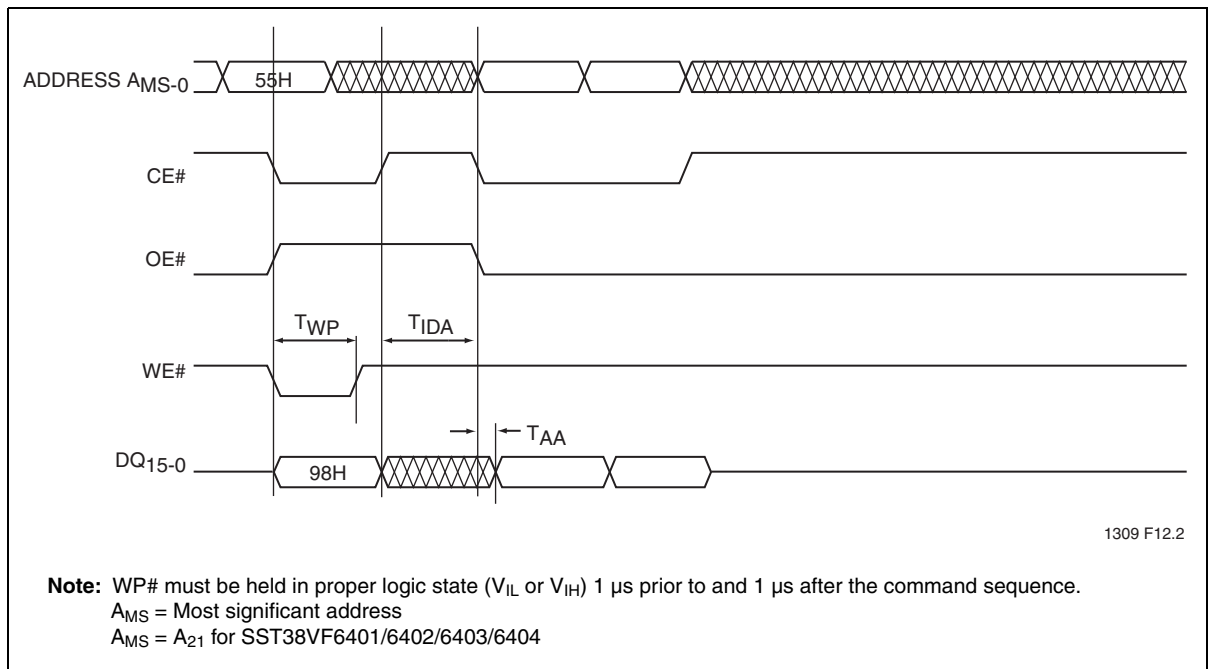 ADDRESS AMS-0
55H
CE#
OE#
TWP
TIDA
WE#
TAA
DQ15-0
98H
1309 F12.2
Note: WP# must be held in proper logic state (VIL or VIH) 1 µs prior to and 1 µs after the command sequence.
AMS = Most significant address
AMS = A21 for SST38VF6401/6402/6403/6404